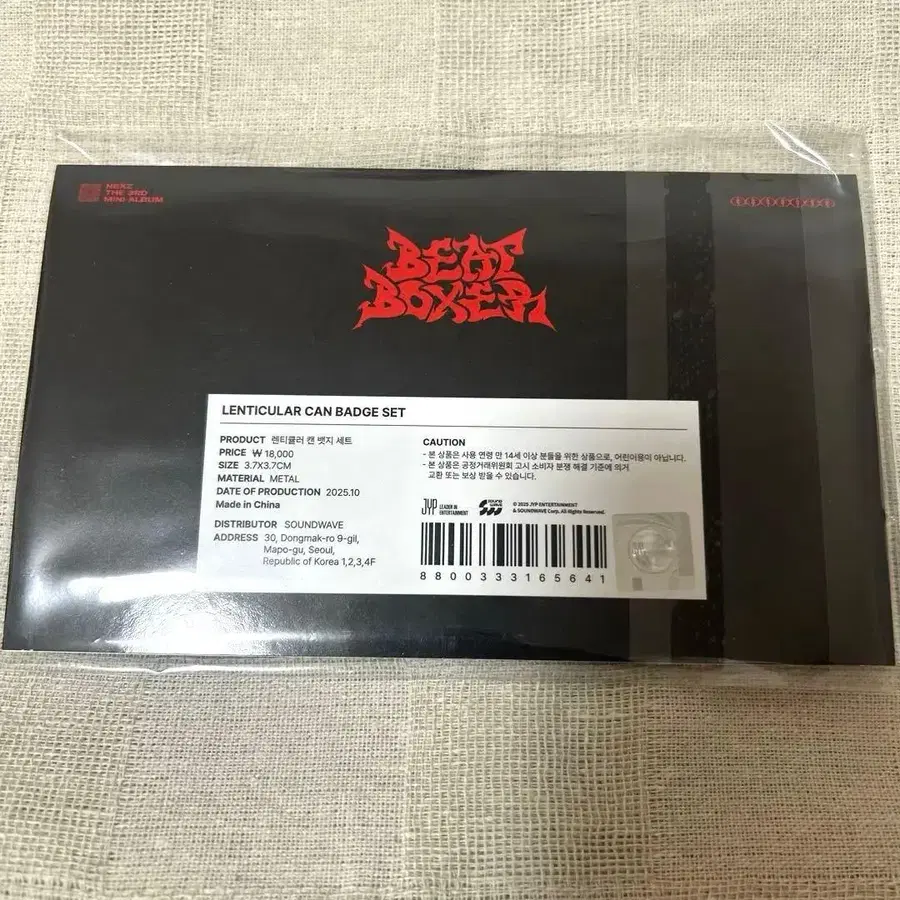 NEXZ
THE 3RD
MINI ALBUM
BEAT
BOXER
LENTICULAR CAN BADGE SET
PRODUCT 렌티큘러 캔 뱃지 세트
PRICE ₩ 18,000
SIZE 3.7X3.7CM
MATERIAL METAL
DATE OF PRODUCTION 2025.10
Made in China
DISTRIBUTOR SOUNDWAVE
ADDRESS 30, Dongmak-ro 9-gil,
Mapo-gu, Seoul,
Republic of Korea 1,2,3,4F
CAUTION
- 본 상품은 사용 연령 만 14세 이상 분들을 위한 상품으로, 어린이용이 아닙니다.
- 본 상품은 공정거래위원회 고시 소비자 분쟁 해결 기준에 의거
교환 또는 보상 받을 수 있습니다.
JYP LEADER IN
ENTERTAINMENT
sound
wave
© 2025 JYP ENTERTAINMENT
& SOUNDWAVE Corp. All Rights Reserved.
8800333165641